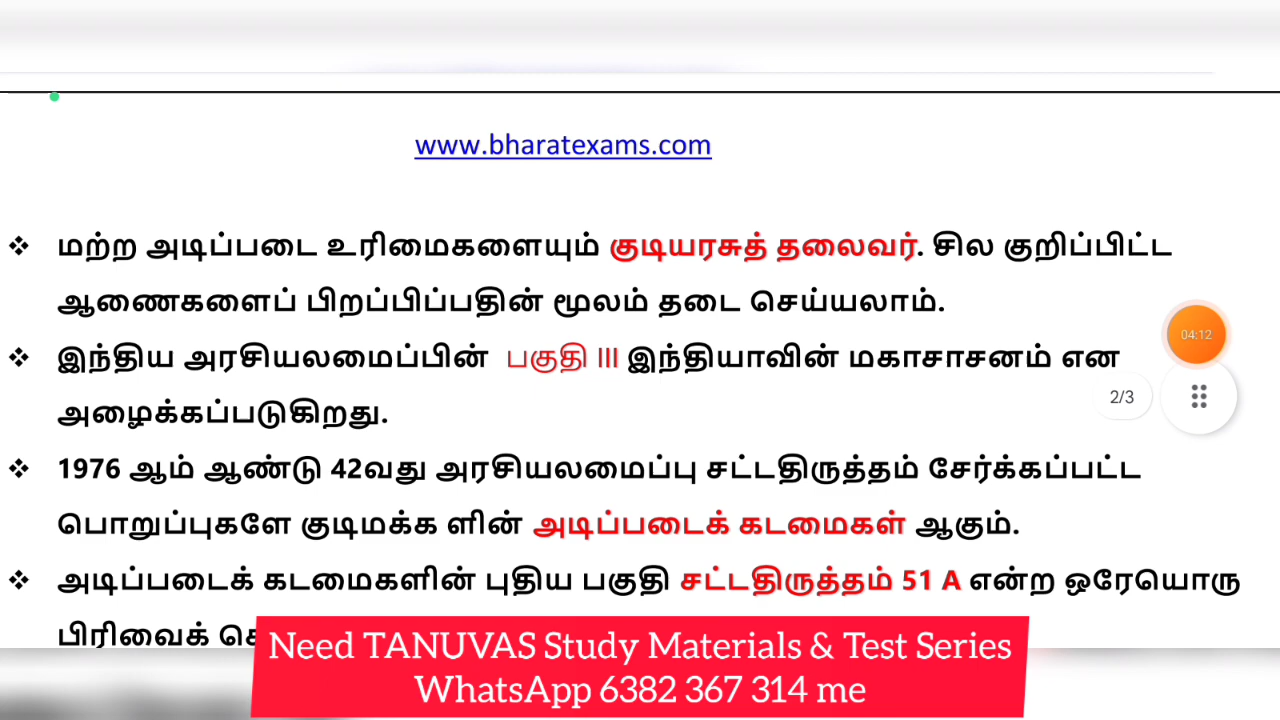 www.bharatexams.com
❖ மற்ற அடிப்படை உரிமைகளையும் குடியரசுத் தலைவர். சில குறிப்பிட்ட
ஆணைகளைப் பிறப்பிப்பதின் மூலம் தடை செய்யலாம்.
04:12
❖ இந்திய அரசியலமைப்பின் பகுதி III இந்தியாவின் மகாசாசனம் என
2/3
அழைக்கப்படுகிறது.
❖ 1976 ஆம் ஆண்டு 42வது அரசியலமைப்பு சட்டதிருத்தம் சேர்க்கப்பட்ட
பொறுப்புகளே குடிமக்க ளின் அடிப்படைக் கடமைகள் ஆகும்.
❖ அடிப்படைக் கடமைகளின் புதிய பகுதி சட்டதிருத்தம் 51 A என்ற ஒரேயொரு
பிரிவைக்
Need TANUVAS Study Materials & Test Series
WhatsApp 6382 367 314 me